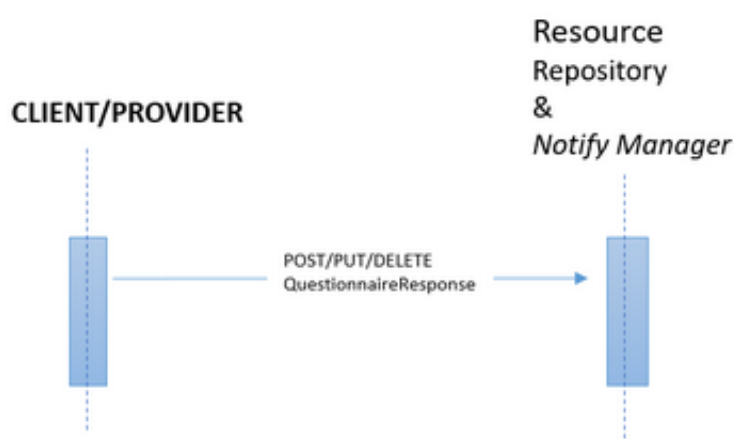 Resource
Repository
&
Notify Manager
CLIENT/PROVIDER
POST/PUT/DELETE
QuestionnaireResponse